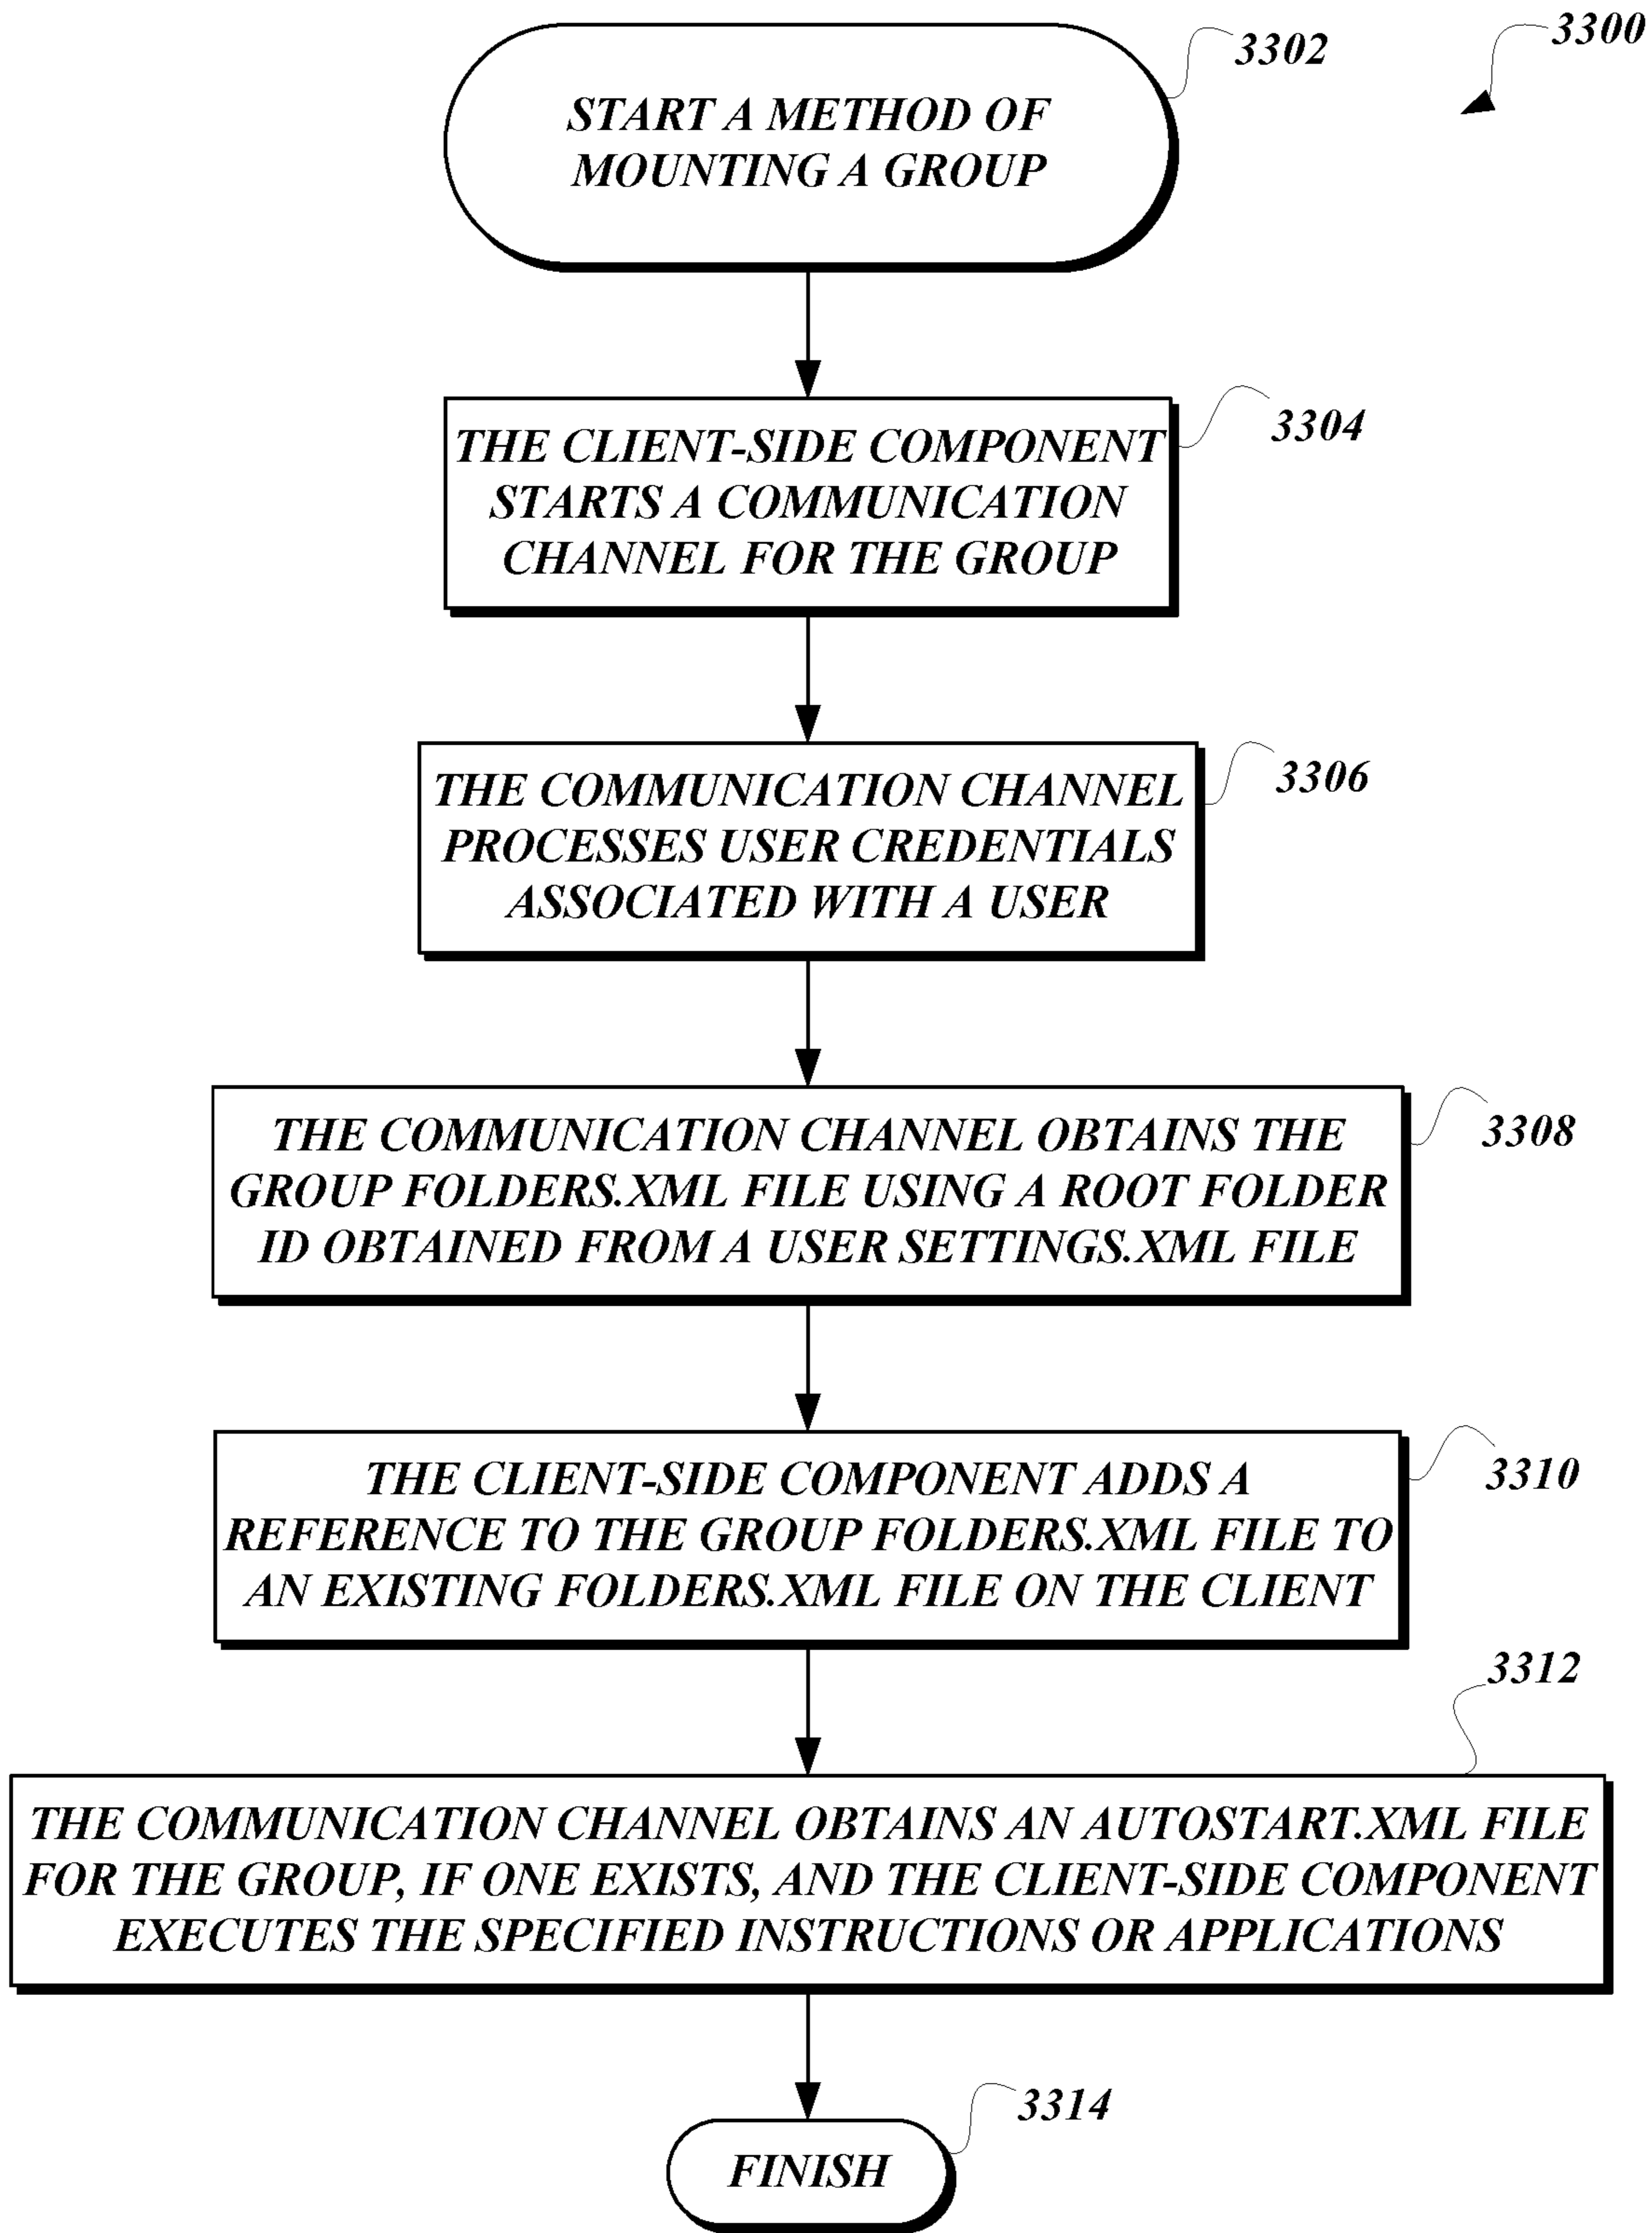 3300
3302
START A METHOD OF
MOUNTING A GROUP
3304
THE CLIENT-SIDE COMPONENT
STARTS A COMMUNICATION
CHANNEL FOR THE GROUP
3306
THE COMMUNICATION CHANNEL
PROCESSES USER CREDENTIALS
ASSOCIATED WITH A USER
3308
THE COMMUNICATION CHANNEL OBTAINS THE
GROUP FOLDERS.XML FILE USING A ROOT FOLDER
ID OBTAINED FROM A USER SETTINGS.XML FILE
3310
THE CLIENT-SIDE COMPONENT ADDS A
REFERENCE TO THE GROUP FOLDERS.XML FILE TO
AN EXISTING FOLDERS.XML FILE ON THE CLIENT
3312
THE COMMUNICATION CHANNEL OBTAINS AN AUTOSTART.XML FILE
FOR THE GROUP, IF ONE EXISTS, AND THE CLIENT-SIDE COMPONENT
EXECUTES THE SPECIFIED INSTRUCTIONS OR APPLICATIONS
3314
FINISH